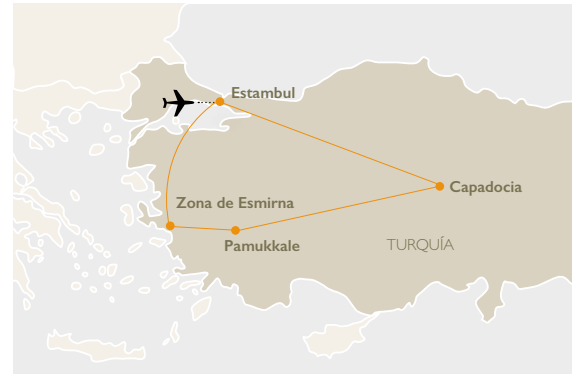 Estambul
Capadocia
Zona de Esmirna
Pamukkale
TURQUÍA